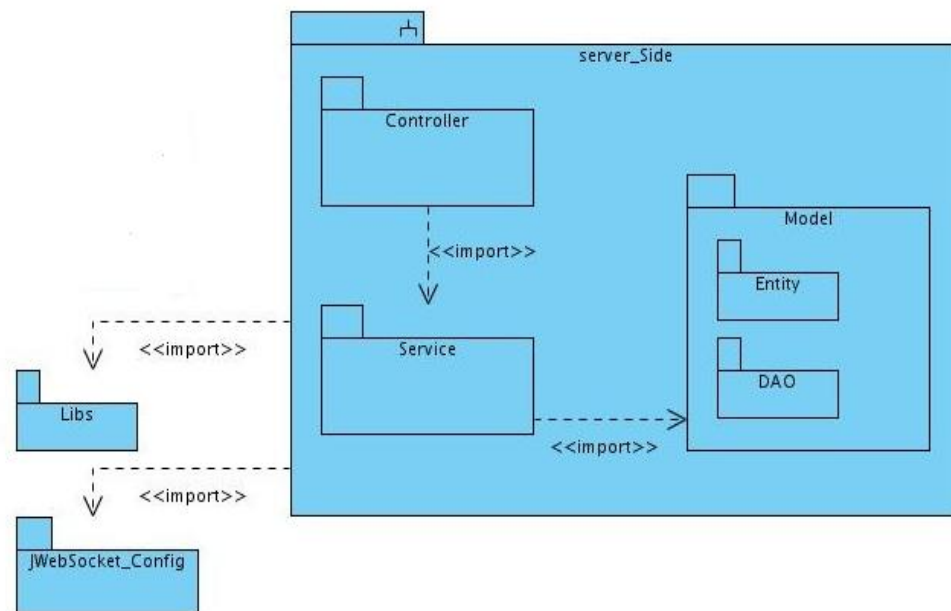 server_Side
Controller
<<import>>
Model
Entity
<<import>>
Service
DAO
Libs
<<import>>
<<import>>
JWebSocket_Config